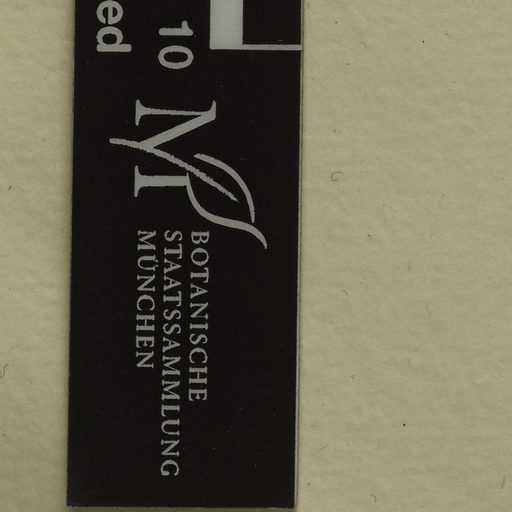 10
ed
BOTANISCHE
STAATSSAMMLUNG
MÜNCHEN